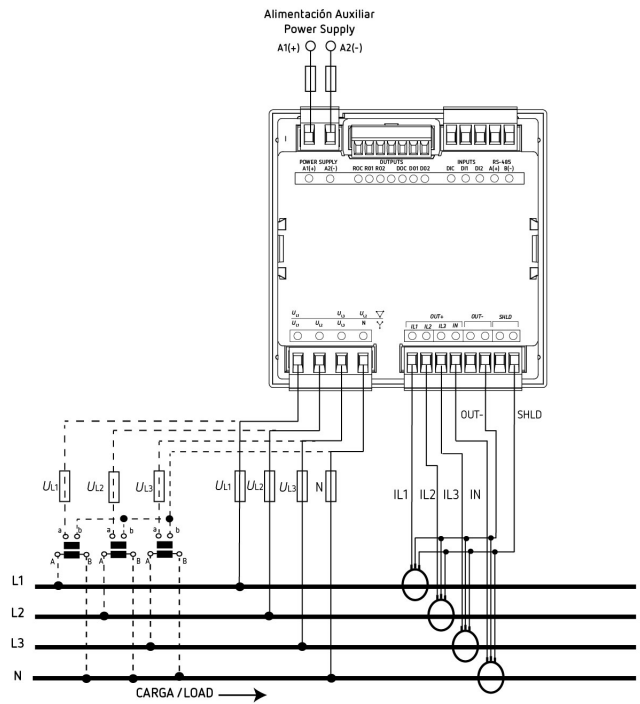 Alimentación Auxiliar
Power Supply
A1(+) A2(-)
I
POWER SUPPLY OUTPUTS INPUTS RS-485
A1(+) A2(-) ROC RO1 RO2 DOC DO1 DO2 DIC DI1 DI2 A(+) B(-)
UL1 UL3 UL2
UL1 UL2 UL3 N
OUT+ OUT- SHLD
IL1 IL2 IL3 IN
OUT- SHLD
UL1 UL2 UL3 UL1 UL2 UL3 N IL1 IL2 IL3 IN
a b a b a b
A B A B A B
L1
L2
L3
N
CARGA / LOAD